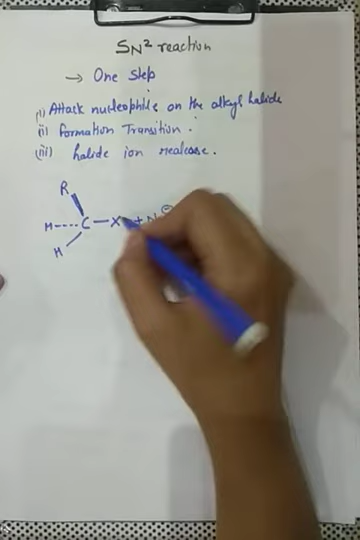 SN² reaction
→ One step
(i) Attack nucleophile on the alkyl halide
(ii) Formation Transition.
(iii) halide ion realease.
R
H----C—X + N
H